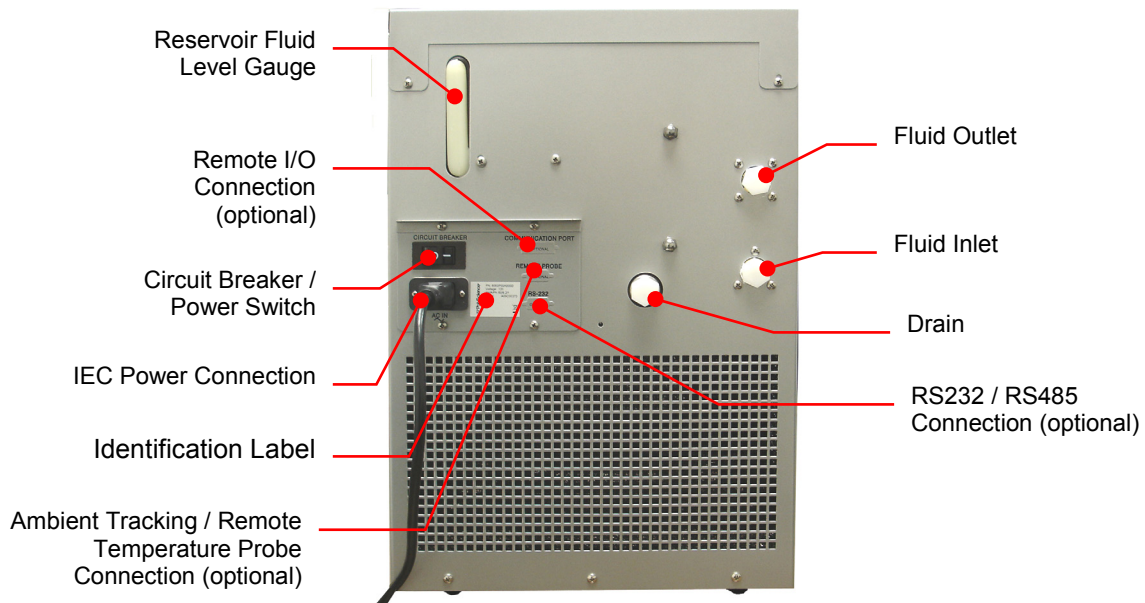 Reservoir Fluid
Level Gauge
Remote I/O
Connection
(optional)
Circuit Breaker /
Power Switch
IEC Power Connection
Identification Label
Ambient Tracking / Remote
Temperature Probe
Connection (optional)
CIRCUIT BREAKER
COMMUNICATION PORT
REMOTE PROBE
RS-232
AC IN
Fluid Outlet
Fluid Inlet
Drain
RS232 / RS485
Connection (optional)